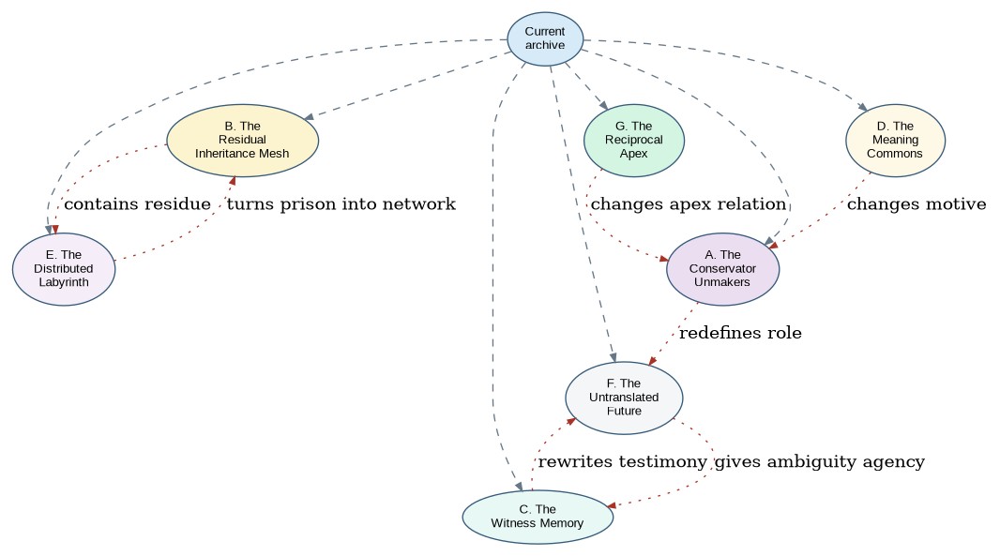 Current
archive
B. The
Residual
Inheritance Mesh
G. The
Reciprocal
Apex
D. The
Meaning
Commons
contains residue
turns prison into network
changes apex relation
changes motive
E. The
Distributed
Labyrinth
A. The
Conservator
Unmakers
redefines role
F. The
Untranslated
Future
rewrites testimony
gives ambiguity agency
C. The
Witness Memory